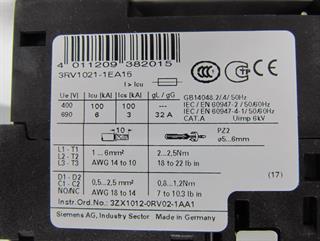 4 011209 382015
3RV1021-1EA15
I > Icu
Ue [V] Icu [kA] Icu [kA] gL / gG
400 100 100 ---
690 6 3 32 A
CCC
GB14048.2/.4/ 50Hz
IEC / EN 60947-2 / 50/60Hz
IEC / EN 60947-4-1/ 50/60Hz
CAT.A Uimp 6kV
10 PZ2
ø5...6mm
L1 - T1
L2 - T2
L3 - T3
1...6mm²
AWG 14 to 10
2...2,5Nm
18 to 22 lb in
D1 - D2
C1 - C2
NO/NC
0,5...2,5 mm²
AWG 18 to 14
0,8...1,2Nm
7 to 10.3 lb in
(17)
Instr.Ord.No.: 3ZX1012-0RV02-1AA1
Siemens AG, Industry Sector Made in Germany